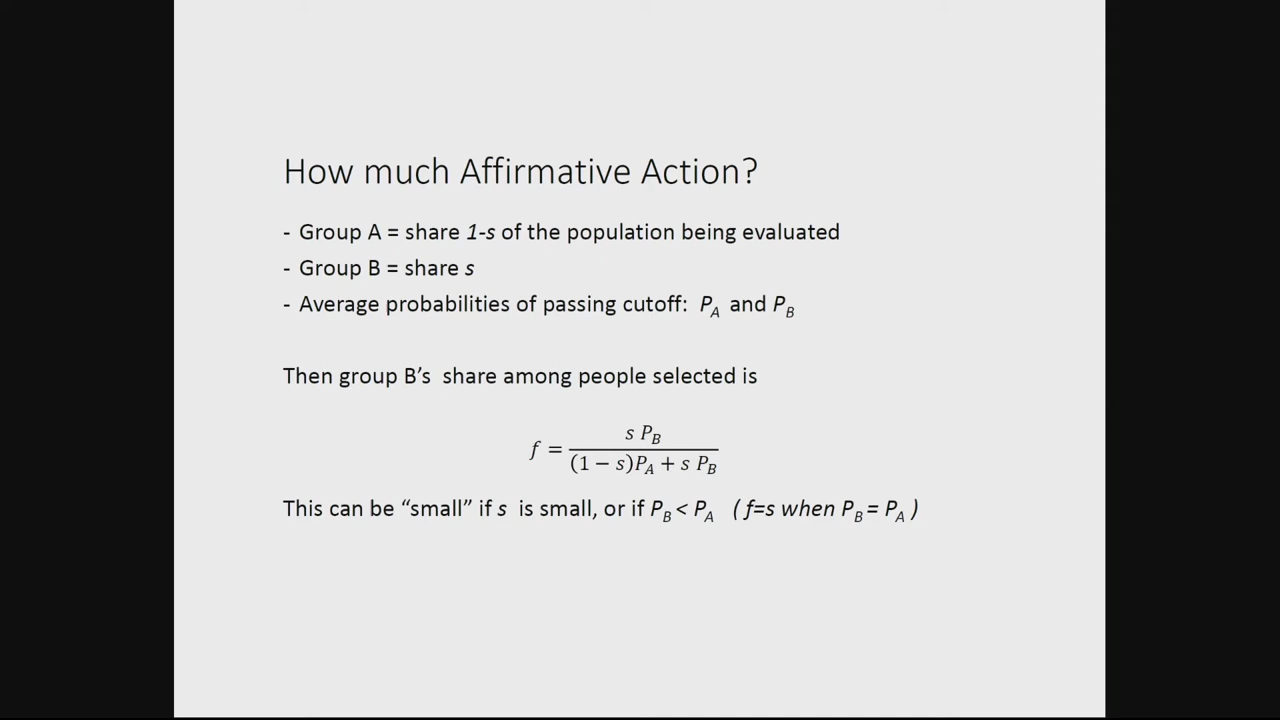 How much Affirmative Action?
- Group A = share 1-s of the population being evaluated
- Group B = share s
- Average probabilities of passing cutoff: P_A and P_B
Then group B’s share among people selected is
f = \frac{s P_B}{(1 − s)P_A + s P_B}
This can be “small” if s is small, or if P_B < P_A ( f=s when P_B = P_A )